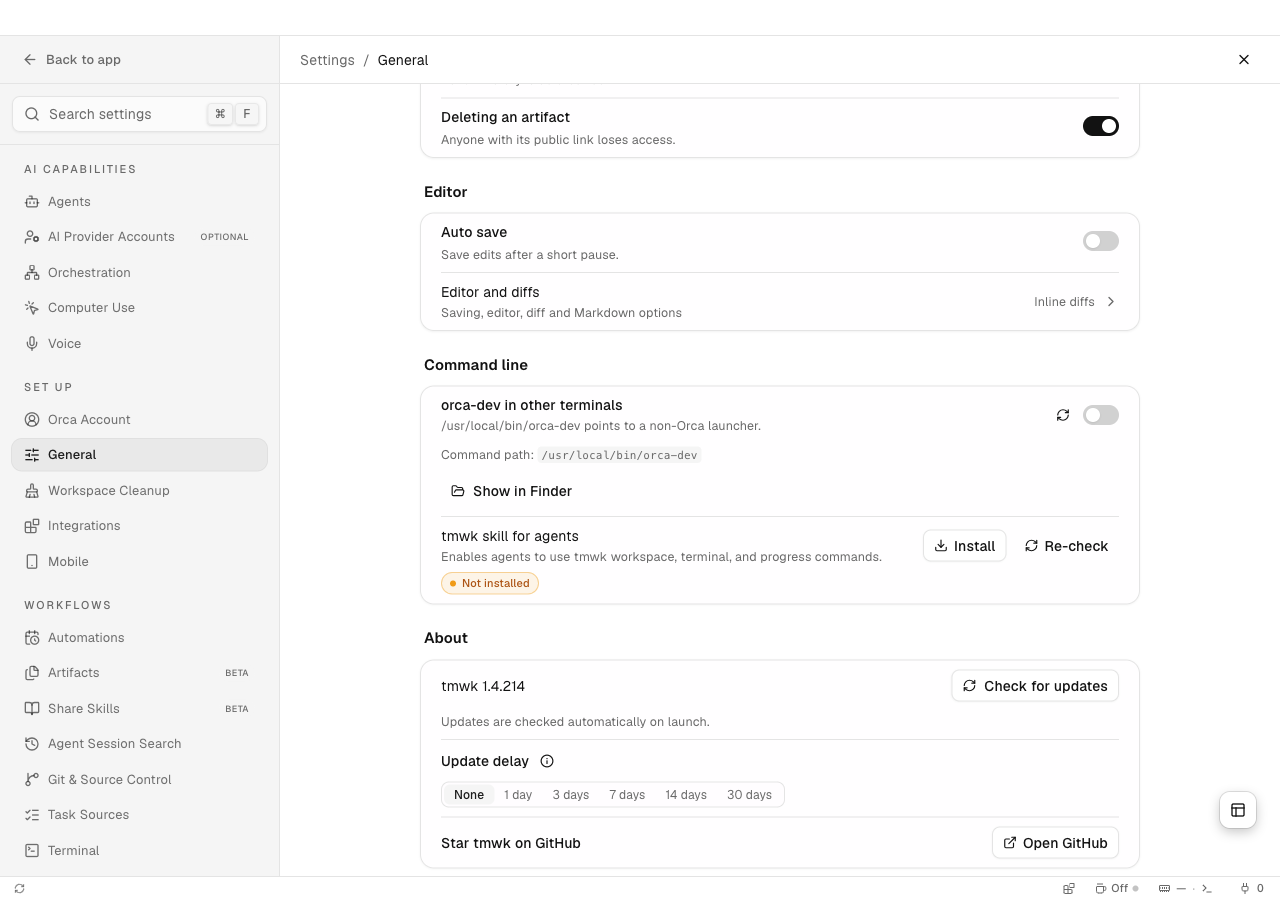 Back to app
Settings / General
Search settings
⌘ F
AI CAPABILITIES
Agents
AI Provider Accounts OPTIONAL
Orchestration
Computer Use
Voice
SET UP
Orca Account
General
Workspace Cleanup
Integrations
Mobile
WORKFLOWS
Automations
Artifacts BETA
Share Skills BETA
Agent Session Search
Git & Source Control
Task Sources
Terminal
Deleting an artifact
Anyone with its public link loses access.
Editor
Auto save
Save edits after a short pause.
Editor and diffs
Saving, editor, diff and Markdown options
Inline diffs
Command line
orca-dev in other terminals
/usr/local/bin/orca-dev points to a non-Orca launcher.
Command path: /usr/local/bin/orca-dev
Show in Finder
tmwk skill for agents
Enables agents to use tmwk workspace, terminal, and progress commands.
Not installed
Install
Re-check
About
tmwk 1.4.214
Check for updates
Updates are checked automatically on launch.
Update delay
None 1 day 3 days 7 days 14 days 30 days
Star tmwk on GitHub
Open GitHub
Off — · 0